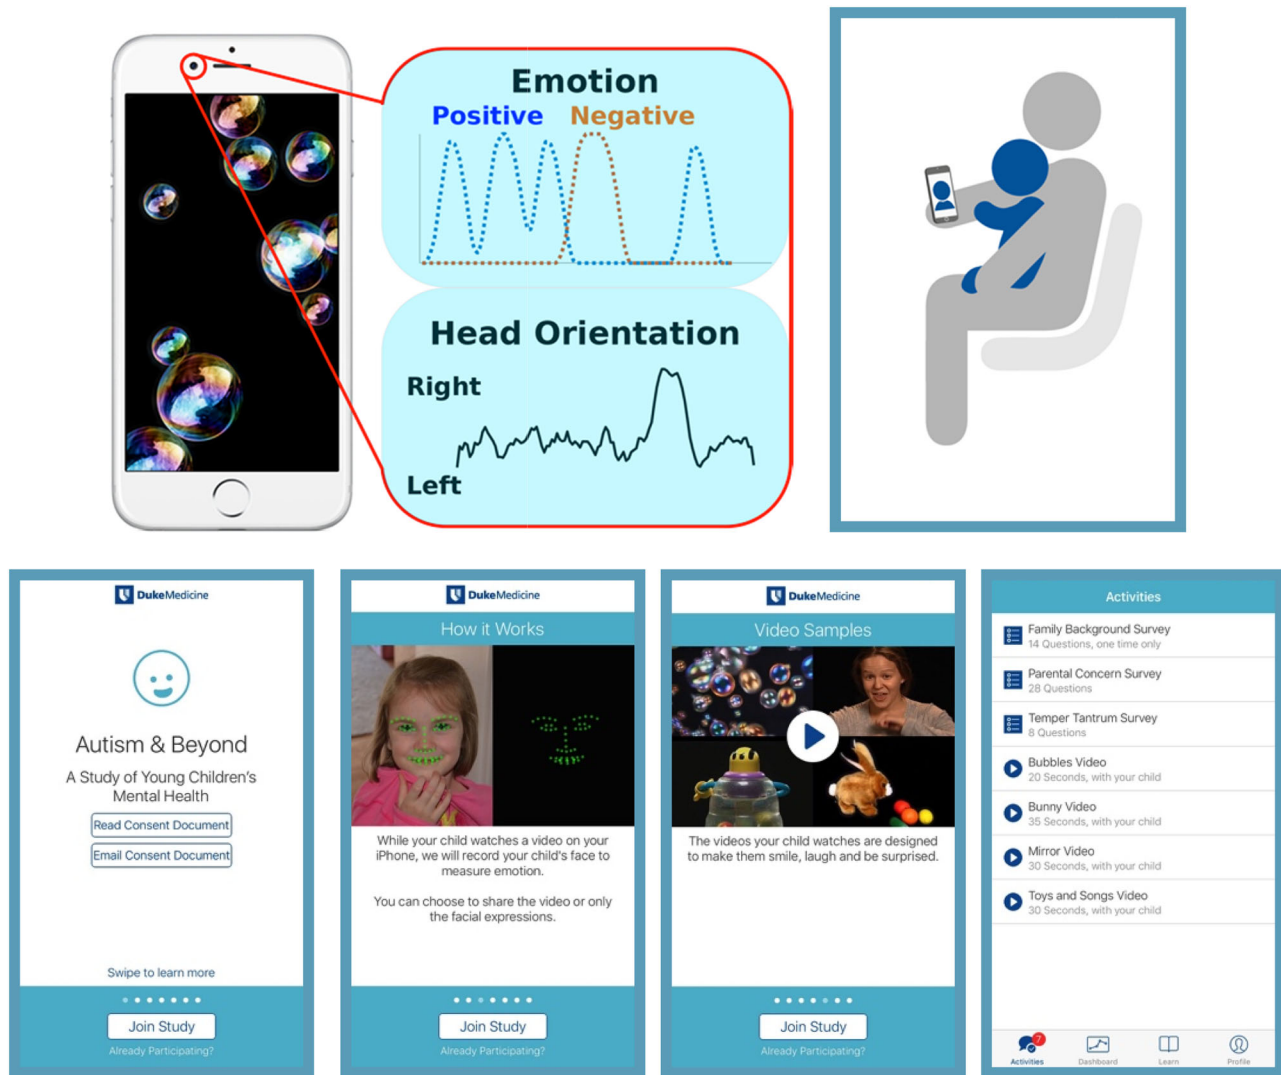 Emotion
Positive Negative
Head Orientation
Right
Left
DukeMedicine
Autism & Beyond
A Study of Young Children's
Mental Health
Read Consent Document
Email Consent Document
Swipe to learn more
Join Study
Already Participating?
DukeMedicine
How it Works
While your child watches a video on your
iPhone, we will record your child's face to
measure emotion.
You can choose to share the video or only
the facial expressions.
Join Study
Already Participating?
DukeMedicine
Video Samples
The videos your child watches are designed
to make them smile, laugh and be surprised.
Join Study
Already Participating?
Activities
Family Background Survey
14 Questions, one time only
Parental Concern Survey
28 Questions
Temper Tantrum Survey
8 Questions
Bubbles Video
20 Seconds, with your child
Bunny Video
35 Seconds, with your child
Mirror Video
30 Seconds, with your child
Toys and Songs Video
30 Seconds, with your child
7
Activities Dashboard Learn Profile